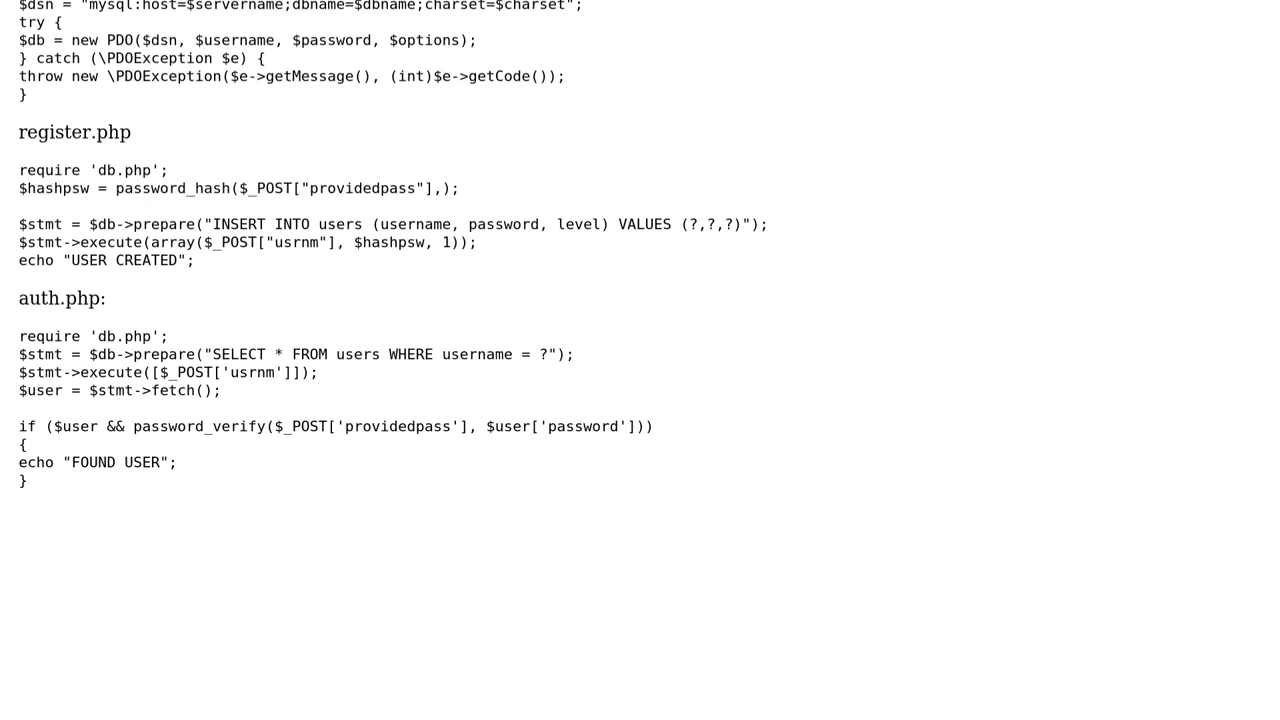 $dsn = "mysql:host=$servername;dbname=$dbname;charset=$charset";
try {
$db = new PDO($dsn, $username, $password, $options);
} catch (\PDOException $e) {
throw new \PDOException($e->getMessage(), (int)$e->getCode());
}
register.php
require 'db.php';
$hashpsw = password_hash($_POST["providedpass"],);
$stmt = $db->prepare("INSERT INTO users (username, password, level) VALUES (?,?,?)");
$stmt->execute(array($_POST["usrnm"], $hashpsw, 1));
echo "USER CREATED";
auth.php:
require 'db.php';
$stmt = $db->prepare("SELECT * FROM users WHERE username = ?");
$stmt->execute([$_POST['usrnm']]);
$user = $stmt->fetch();
if ($user && password_verify($_POST['providedpass'], $user['password']))
{
echo "FOUND USER";
}